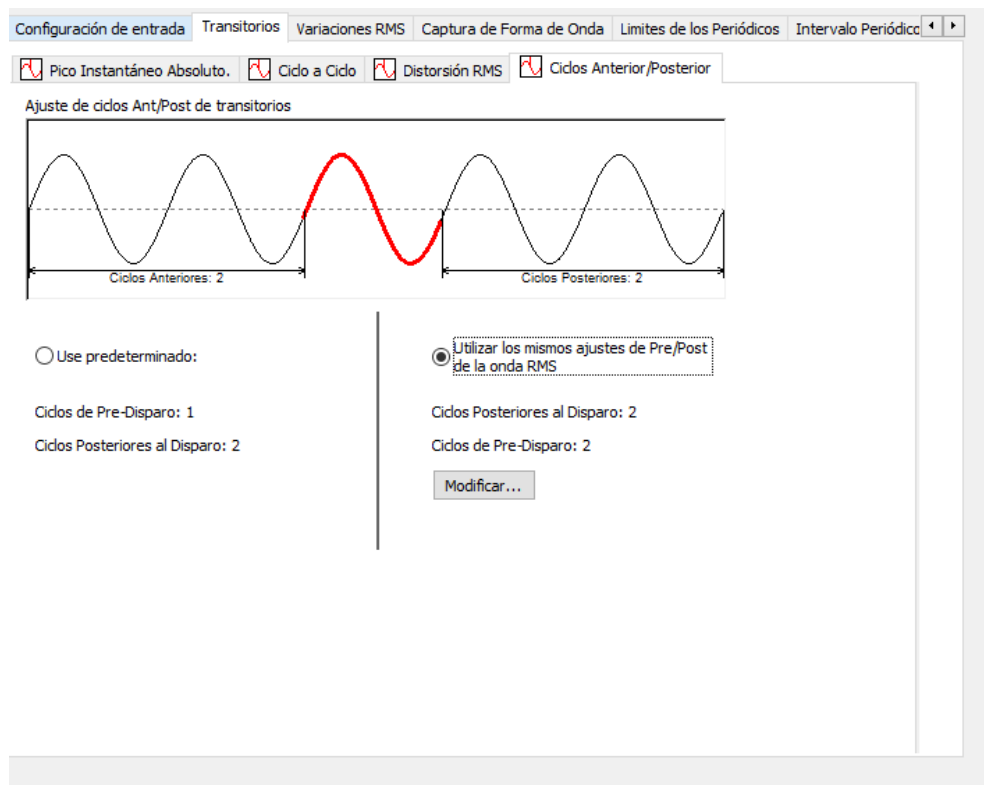 Configuración de entrada Transitorios Variaciones RMS Captura de Forma de Onda Limites de los Periódicos Intervalo Periódico
Pico Instantáneo Absoluto. Ciclo a Ciclo Distorsión RMS Ciclos Anterior/Posterior
Ajuste de ciclos Ant/Post de transitorios
Ciclos Anteriores: 2 Ciclos Posteriores: 2
Use predeterminado:
Utilizar los mismos ajustes de Pre/Post
de la onda RMS
Ciclos de Pre-Disparo: 1
Ciclos Posteriores al Disparo: 2
Ciclos Posteriores al Disparo: 2
Ciclos de Pre-Disparo: 2
Modificar...